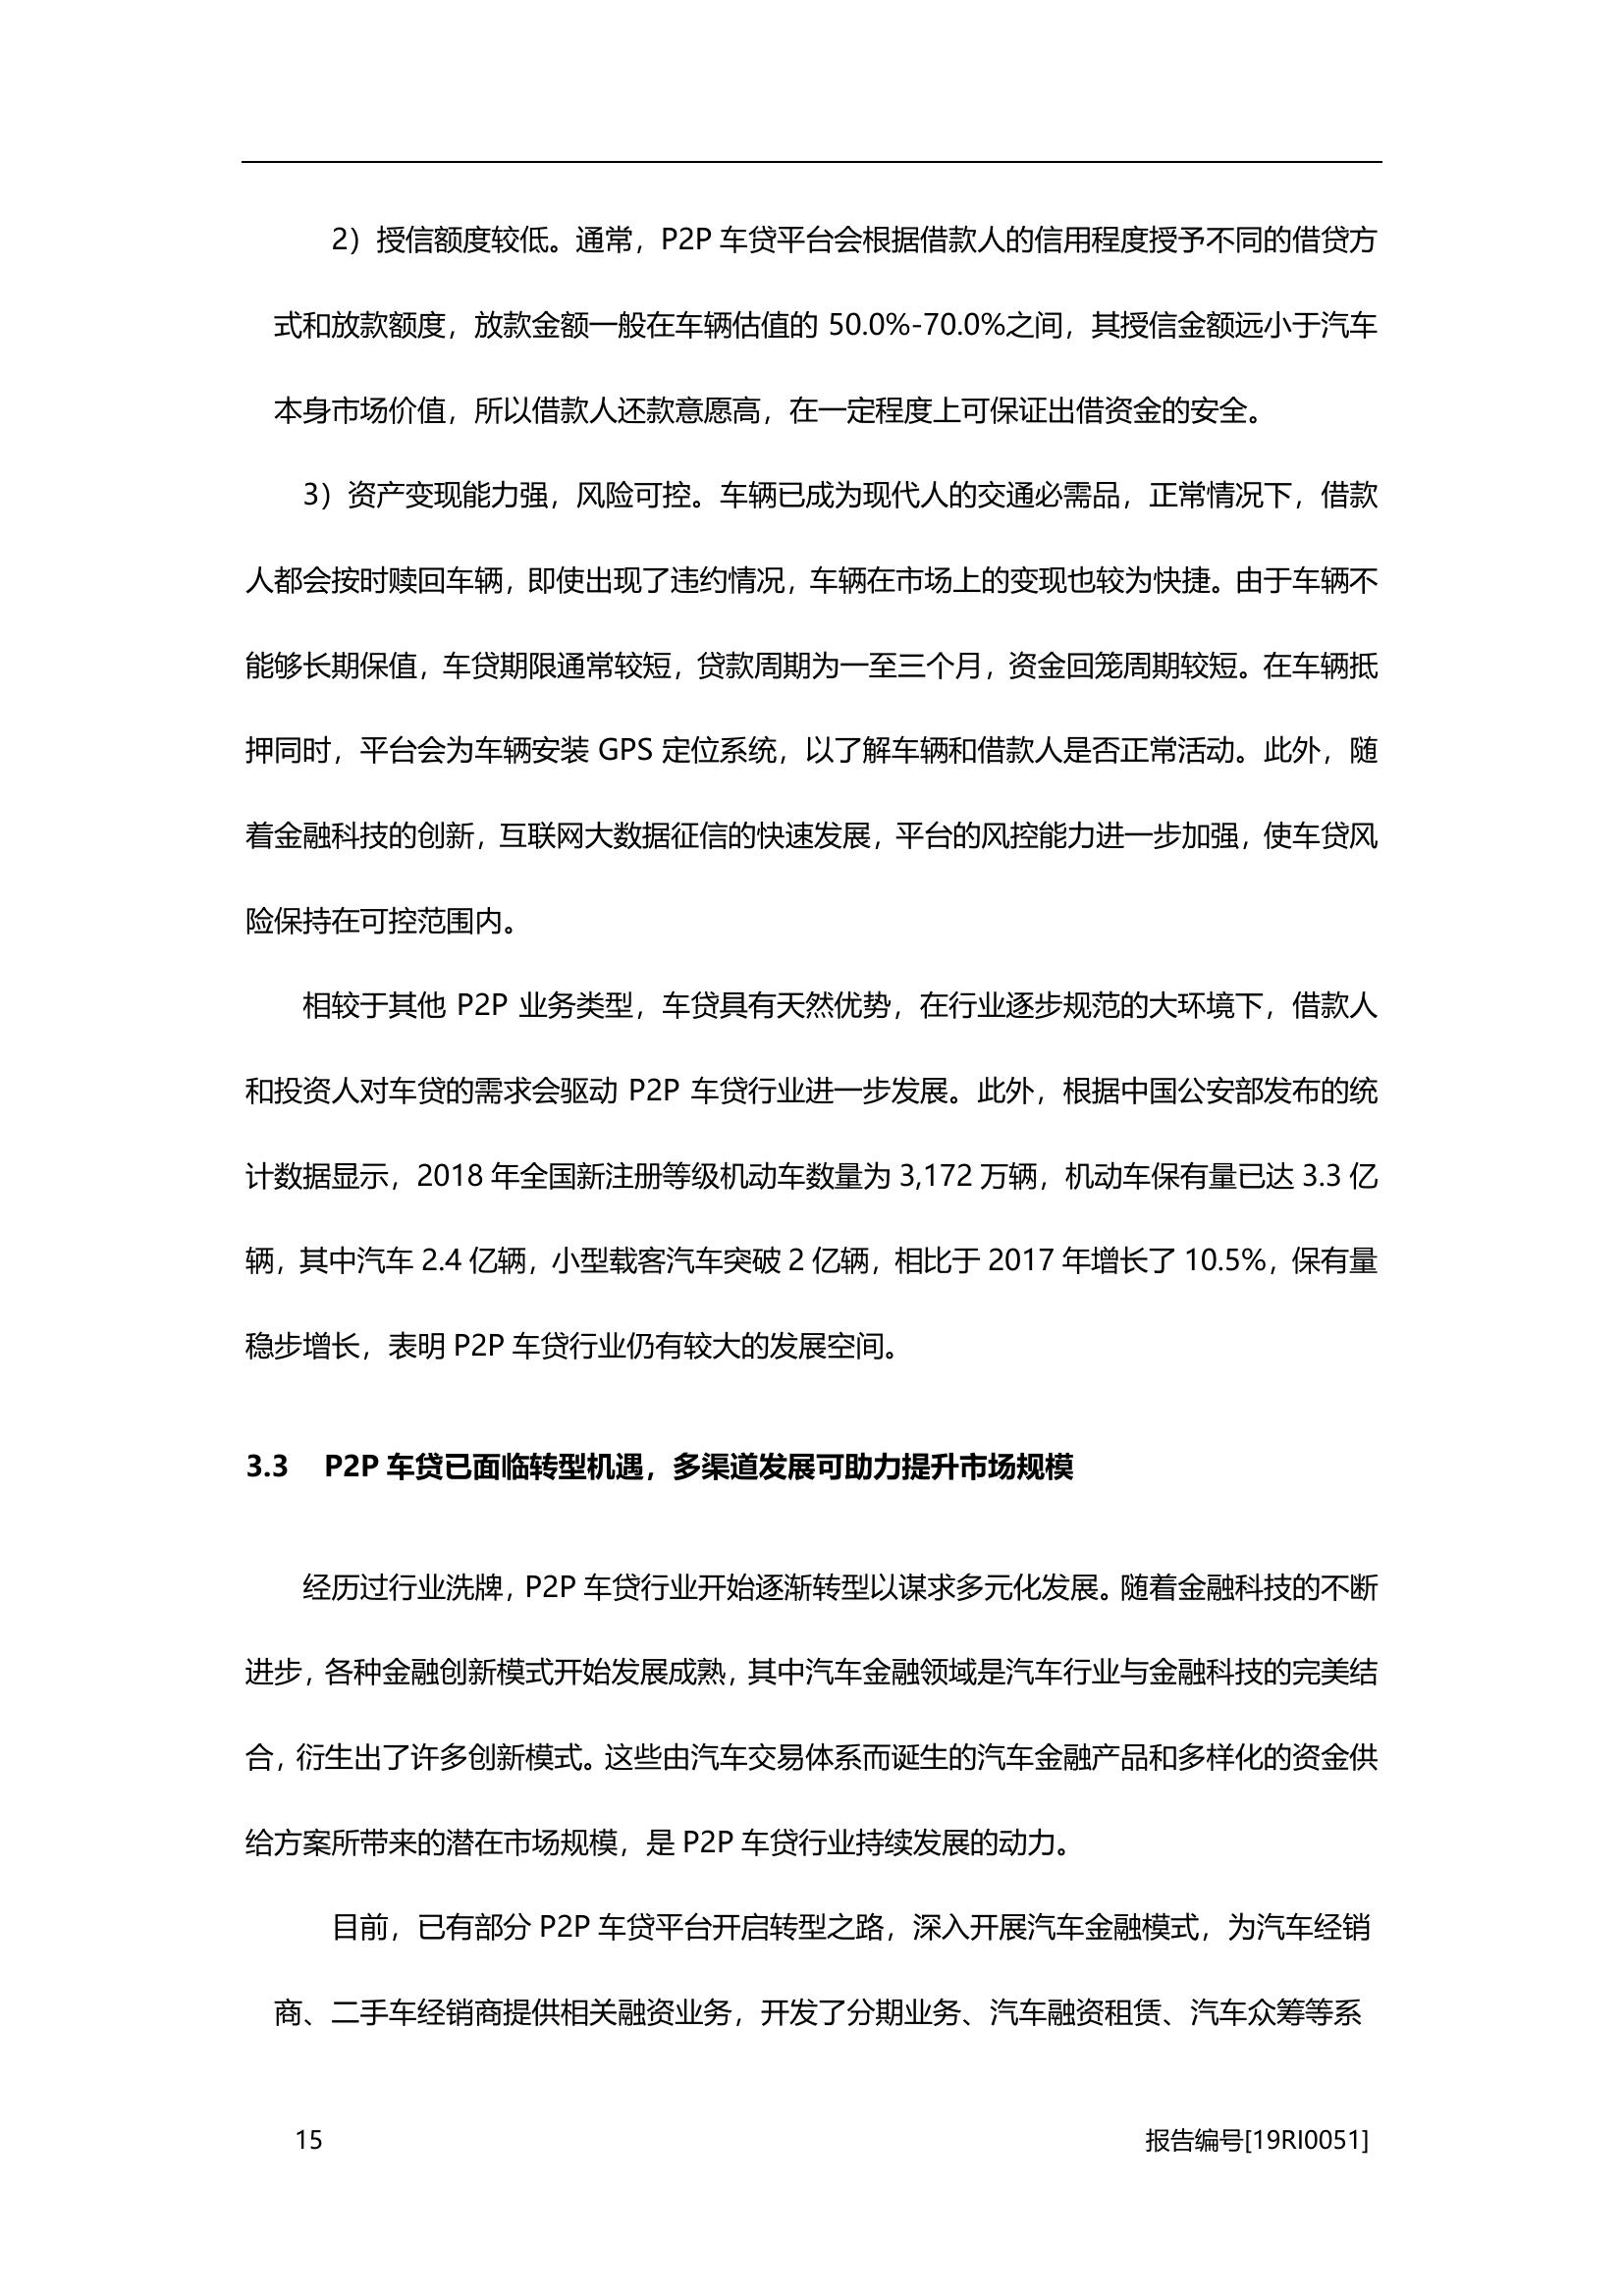 2）授信额度较低。通常，P2P 车贷平台会根据借款人的信用程度授予不同的借贷方
式和放款额度，放款金额一般在车辆估值的 50.0%-70.0%之间，其授信金额远小于汽车
本身市场价值，所以借款人还款意愿高，在一定程度上可保证出借资金的安全。
3）资产变现能力强，风险可控。车辆已成为现代人的交通必需品，正常情况下，借款
人都会按时赎回车辆，即使出现了违约情况，车辆在市场上的变现也较为快捷。由于车辆不
能够长期保值，车贷期限通常较短，贷款周期为一至三个月，资金回笼周期较短。在车辆抵
押同时，平台会为车辆安装 GPS 定位系统，以了解车辆和借款人是否正常活动。此外，随
着金融科技的创新，互联网大数据征信的快速发展，平台的风控能力进一步加强，使车贷风
险保持在可控范围内。
相较于其他 P2P 业务类型，车贷具有天然优势，在行业逐步规范的大环境下，借款人
和投资人对车贷的需求会驱动 P2P 车贷行业进一步发展。此外，根据中国公安部发布的统
计数据显示，2018 年全国新注册等级机动车数量为 3,172 万辆，机动车保有量已达 3.3 亿
辆，其中汽车 2.4 亿辆，小型载客汽车突破 2 亿辆，相比于 2017 年增长了 10.5%，保有量
稳步增长，表明 P2P 车贷行业仍有较大的发展空间。
3.3 P2P 车贷已面临转型机遇，多渠道发展可助力提升市场规模
经历过行业洗牌，P2P 车贷行业开始逐渐转型以谋求多元化发展。随着金融科技的不断
进步，各种金融创新模式开始发展成熟，其中汽车金融领域是汽车行业与金融科技的完美结
合，衍生出了许多创新模式。这些由汽车交易体系而诞生的汽车金融产品和多样化的资金供
给方案所带来的潜在市场规模，是 P2P 车贷行业持续发展的动力。
目前，已有部分 P2P 车贷平台开启转型之路，深入开展汽车金融模式，为汽车经销
商、二手车经销商提供相关融资业务，开发了分期业务、汽车融资租赁、汽车众筹等系
15 报告编号[19RI0051]